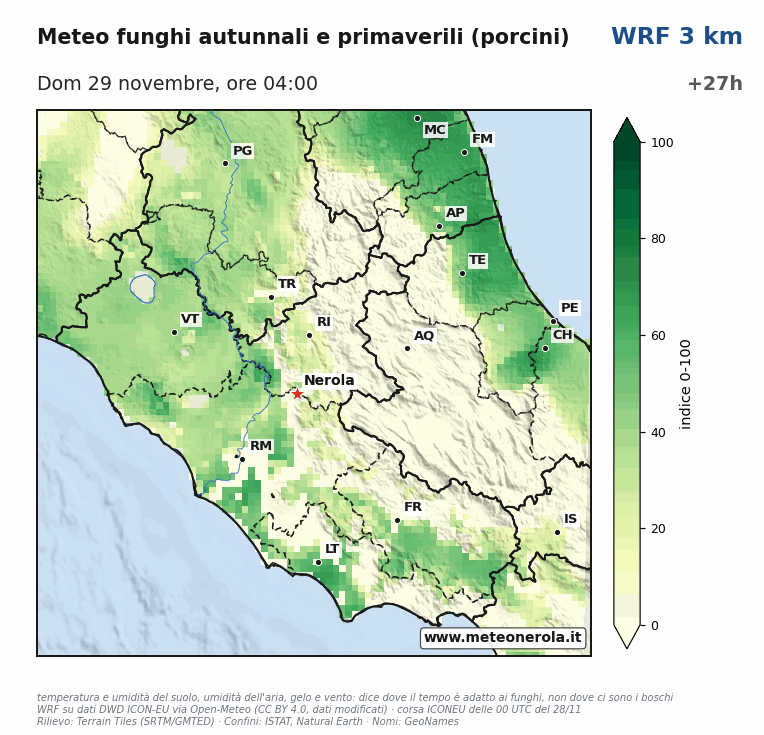 Meteo funghi autunnali e primaverili (porcini)
WRF 3 km
Dom 29 novembre, ore 04:00
+27h
MC
FM
PG
AP
TE
TR
PE
VT
RI
AQ
CH
Nerola
RM
FR
IS
LT
www.meteonerola.it
100
80
60
40
20
0
indice 0-100
temperatura e umidità del suolo, umidità dell'aria, gelo e vento: dice dove il tempo è adatto ai funghi, non dove ci sono i boschi
WRF su dati DWD ICON-EU via Open-Meteo (CC BY 4.0, dati modificati) · corsa ICONEU delle 00 UTC del 28/11
Rilievo: Terrain Tiles (SRTM/GMTED) · Confini: ISTAT, Natural Earth · Nomi: GeoNames